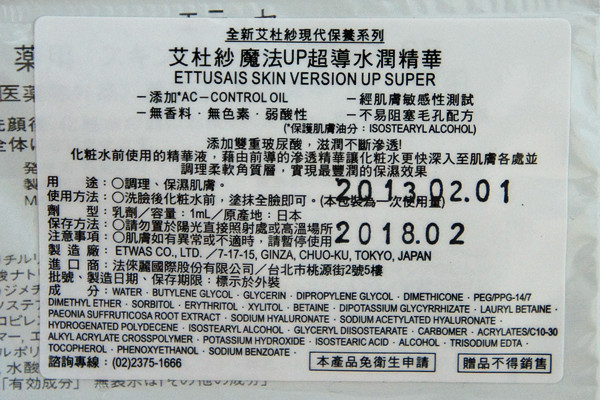 全新艾杜紗現代保養系列
艾杜紗魔法UP超導水潤精華
ETTUSAIS SKIN VERSION UP SUPER
—添加*AC－CONTROL OIL —經肌膚敏感性測試
—無香料．無色素．弱酸性 —不易阻塞毛孔配方
(*保護肌膚油分：ISOSTEARYL ALCOHOL)
添加雙重玻尿酸，滋潤不斷滲透!
化粧水前使用的精華液，藉由前導的滲透精華讓化粧水更快深入至肌膚各處並
調理柔軟角質層，實現最豐潤的保濕效果
用途：○調理、保濕肌膚。
2013.02.01
使用方法：○洗臉後化粧水前，塗抹全臉即可。(本包裝為一次使用量)
劑型：乳劑／容量：1mL／原產地：日本
保存方法：○請勿置於陽光直接照射處或高溫場所
2018.02
注意事項：○肌膚如有異常或不適時，請暫停使用
製造廠：ETWAS CO., LTD. ／7-17-15, GINZA, CHUO-KU, TOKYO, JAPAN
進口商：法徠麗國際股份有限公司／台北市桃源街2號5樓
批號、製造日期、保存期限：標示於外裝
成分：WATER．BUTYLENE GLYCOL．GLYCERIN．DIPROPYLENE GLYCOL．DIMETHICONE．PEG/PPG-14/7
DIMETHYL ETHER．SORBITOL．ERYTHRITOL．XYLITOL．BETAINE．DIPOTASSIUM GLYCYRRHIZATE．LAURYL BETAINE．
PAEONIA SUFFRUTICOSA ROOT EXTRACT．SODIUM HYALURONATE．SODIUM ACETYLATED HYALURONATE．
HYDROGENATED POLYDECENE．ISOSTEARYL ALCOHOL．GLYCERYL DIISOSTEARATE．CARBOMER．ACRYLATES/C10-30
ALKYL ACRYLATE CROSSPOLYMER．POTASSIUM HYDROXIDE．ISOSTEARIC ACID．ALCOHOL．TRISODIUM EDTA．
TOCOPHEROL．PHENOXYETHANOL．SODIUM BENZOATE．
諮詢專線：(02)2375-1666 本產品免衛生申請 贈品不得銷售
「有効成分」